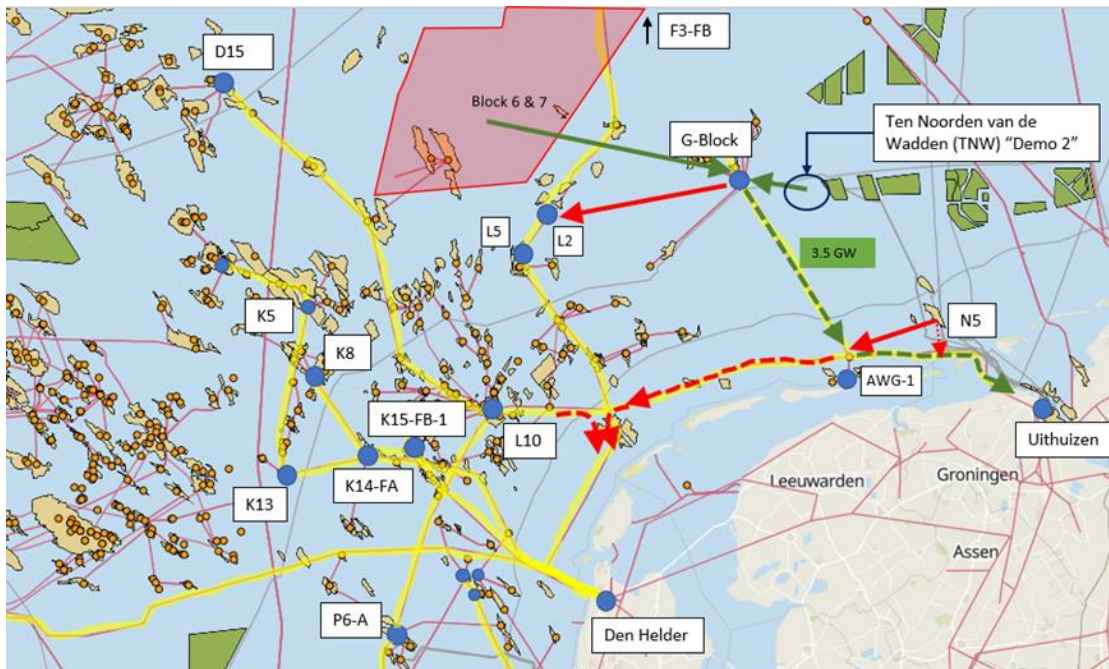 F3-FB
D15
Block 6 & 7
Ten Noorden van de
Wadden (TNW) “Demo 2”
G-Block
L5
L2
3.5 GW
K5
N5
K8
AWG-1
K15-FB-1
L10
Uithuizen
K14-FA
K13
Leeuwarden
Groningen
Assen
P6-A
Den Helder